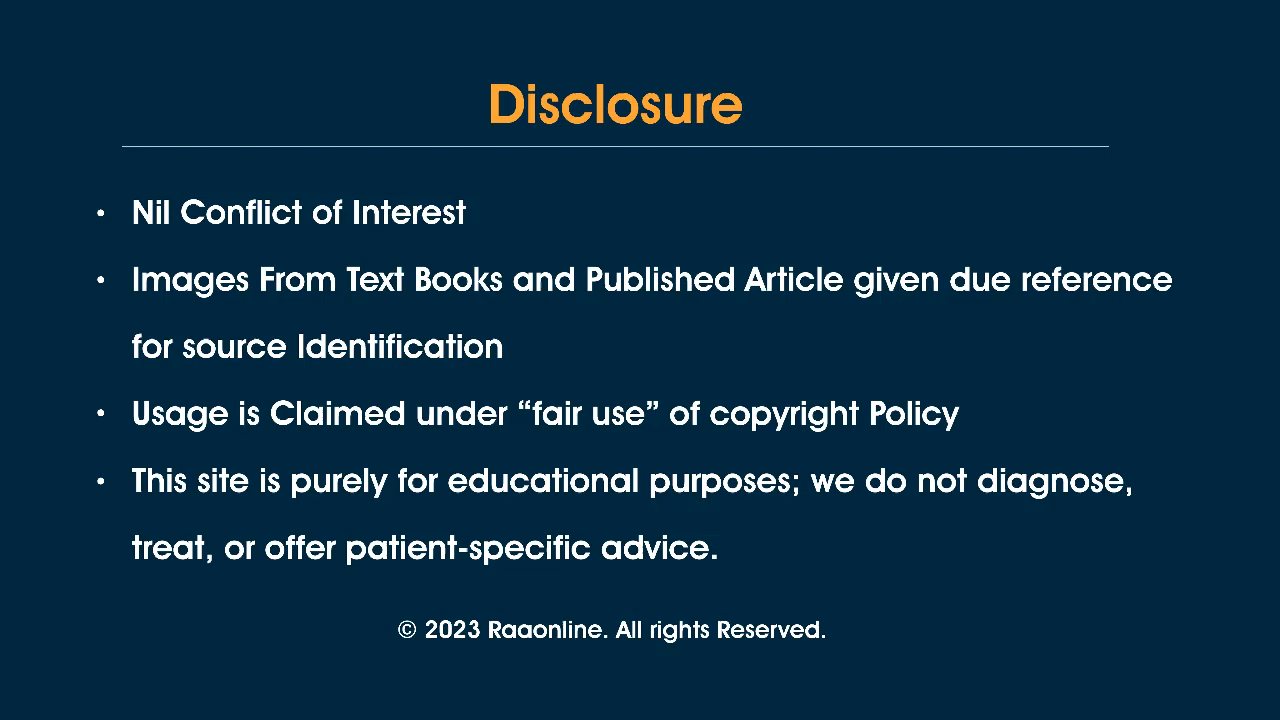 Disclosure
• Nil Conflict of Interest
• Images From Text Books and Published Article given due reference
for source Identification
• Usage is Claimed under “fair use” of copyright Policy
• This site is purely for educational purposes; we do not diagnose,
treat, or offer patient-specific advice.
© 2023 Raaonline. All rights Reserved.